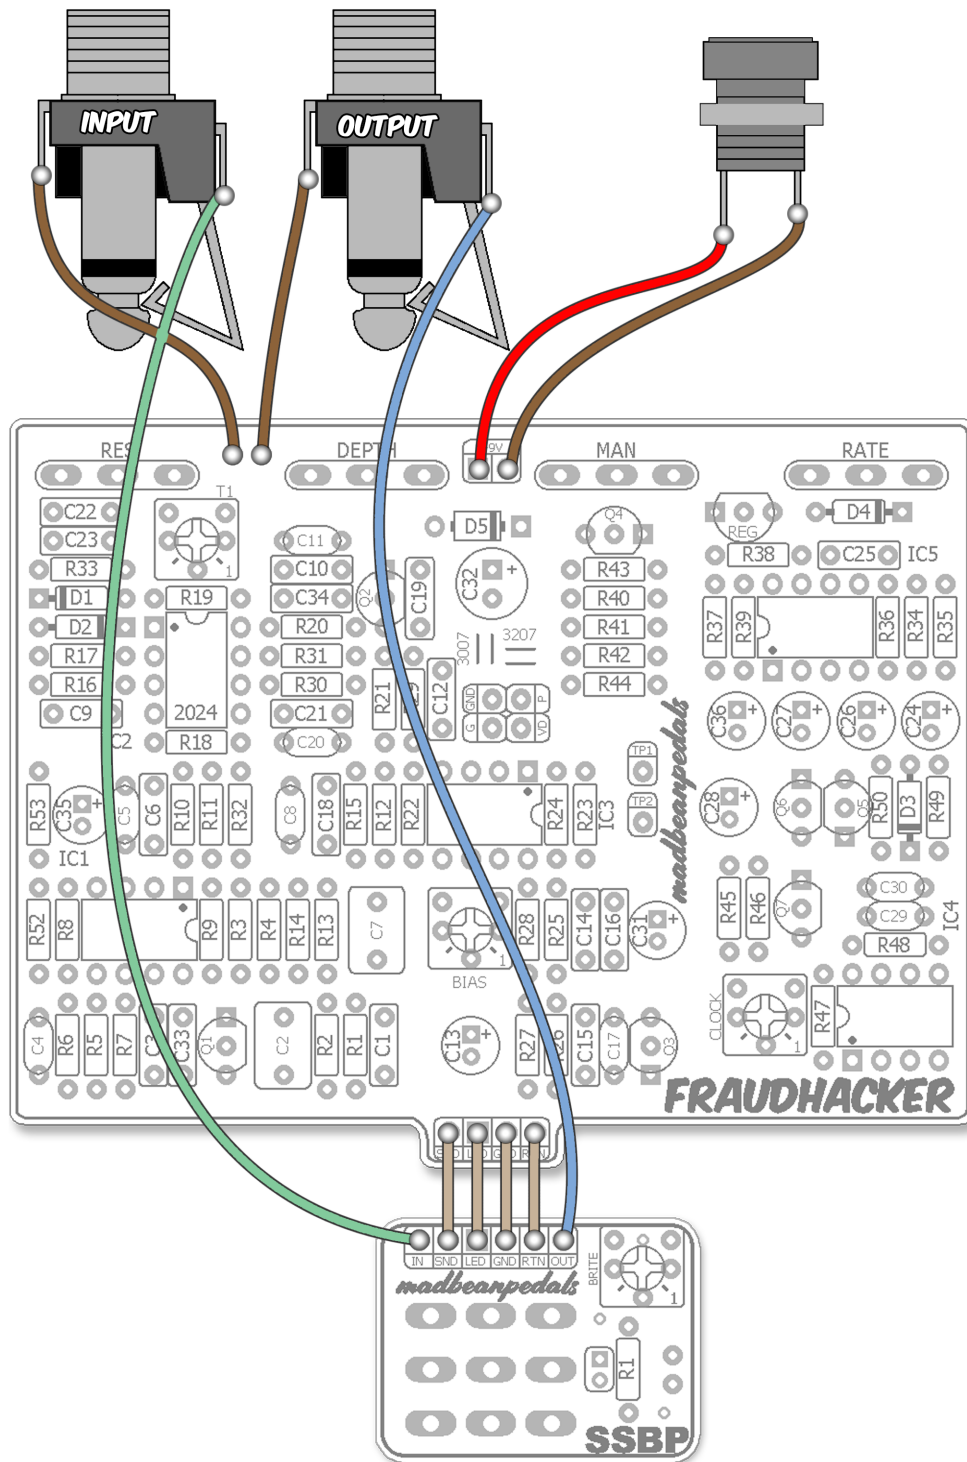 INPUT
OUTPUT
RES
DEPTH
9V
MAN
RATE
T1
1
C22
C23
R33
D1
D2
R17
R16
C9
C2
R19
2024
R18
C11
C10
C34
R20
R31
R30
C21
C20
Q2
C19
R21
C12
D5
C32
+
3007
3207
GND
P
G
VD
Q4
R43
R40
R41
R42
R44
REG
D4
R38
C25
IC5
R37
R39
R36
R34
R35
C36
+
C27
+
C26
+
C24
+
TP1
TP2
madbeanpedals
R53
C35
+
C5
C6
R10
R11
R32
C8
C18
R15
R12
R22
R24
R23
IC3
IC1
C28
+
Q6
Q5
R50
D3
R49
R52
R8
R9
R3
R4
R14
R13
C7
1
BIAS
R28
R25
C14
C16
C31
+
R45
R46
Q7
C30
C29
R48
IC4
C4
R6
R5
R7
C3
C33
Q1
C2
R2
R1
C1
C13
+
R27
R26
C15
C17
Q3
CLOCK
1
R47
FRAUDHACKER
IN
SND
LED
GND
RTN
OUT
madbeanpedals
BRITE
1
R1
SSBP